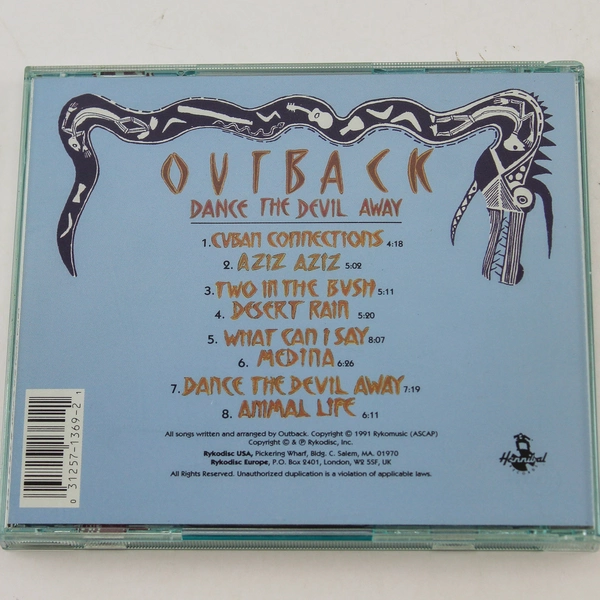 OUTBACK
DANCE THE DEVIL AWAY
1. CUBAN CONNECTIONS 4:18
2. AZIZ AZIZ 5:02
3. TWO IN THE BUSH 5:11
4. DESERT RAIN 5:20
5. WHAT CAN I SAY 8:07
6. MEDINA 6:26
7. DANCE THE DEVIL AWAY 7:19
8. ANIMAL LIFE 6:11
All songs written and arranged by Outback. Copyright © 1991 Rykomusic (ASCAP)
Copyright © & ℗ Rykodisc, Inc.
Rykodisc USA, Pickering Wharf, Bldg. C. Salem, MA. 01970
Rykodisc Europe, P.O. Box 2401, London, W2 5SF, UK
All Rights Reserved. Unauthorized duplication is a violation of applicable laws.
0 31257-1369-2 1
Hannibal